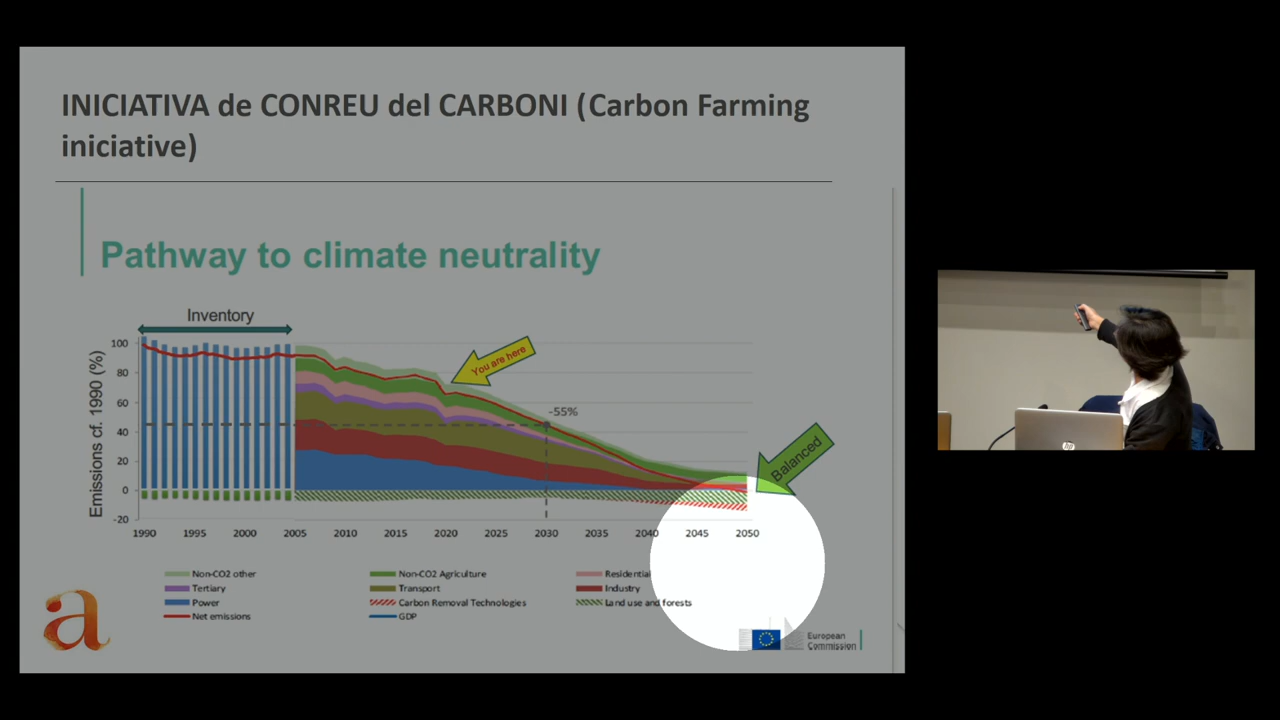 INICIATIVA de CONREU del CARBONI (Carbon Farming
iniciative)
Pathway to climate neutrality
Inventory
You are here
-55%
Balanced
Emissions cf. 1990 (%)
100
80
60
40
20
0
-20
1990 1995 2000 2005 2010 2015 2020 2025 2030 2035 2040 2045 2050
Non-CO2 other Non-CO2 Agriculture Residential
Tertiary Transport Industry
Power Carbon Removal Technologies Land use and forests
Net emissions GDP
a
European
Commission
hp